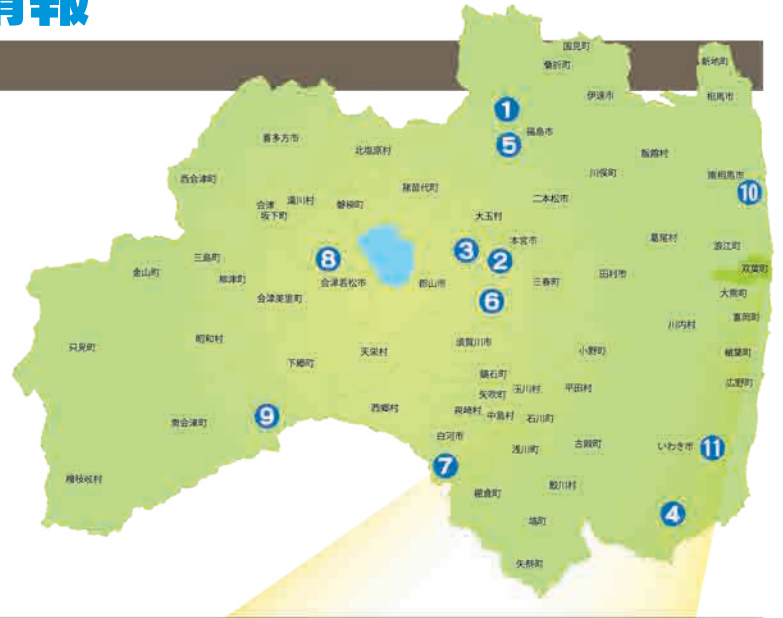 情報
国見町
桑折町
新地町
伊達市
相馬市
1
福島市
喜多方市
5
北塩原村
飯舘村
川俣町
南相馬市
西会津町
猪苗代町
10
二本松市
湯川村
会津
坂下町
磐梯町
大玉村
本宮市
葛尾村
浪江町
3
2
8
三島町
双葉町
金山町
柳津町
会津若松市
郡山市
三春町
田村市
大熊町
会津美里町
6
富岡町
川内村
昭和村
只見町
須賀川市
小野町
楢葉町
天栄村
下郷町
鏡石町
広野町
矢吹町
玉川村
平田村
西郷村
泉崎村
中島村
石川町
9
南会津町
白河市
古殿町
いわき市
11
浅川町
7
檜枝岐村
鮫川村
棚倉町
4
塙町
矢祭町